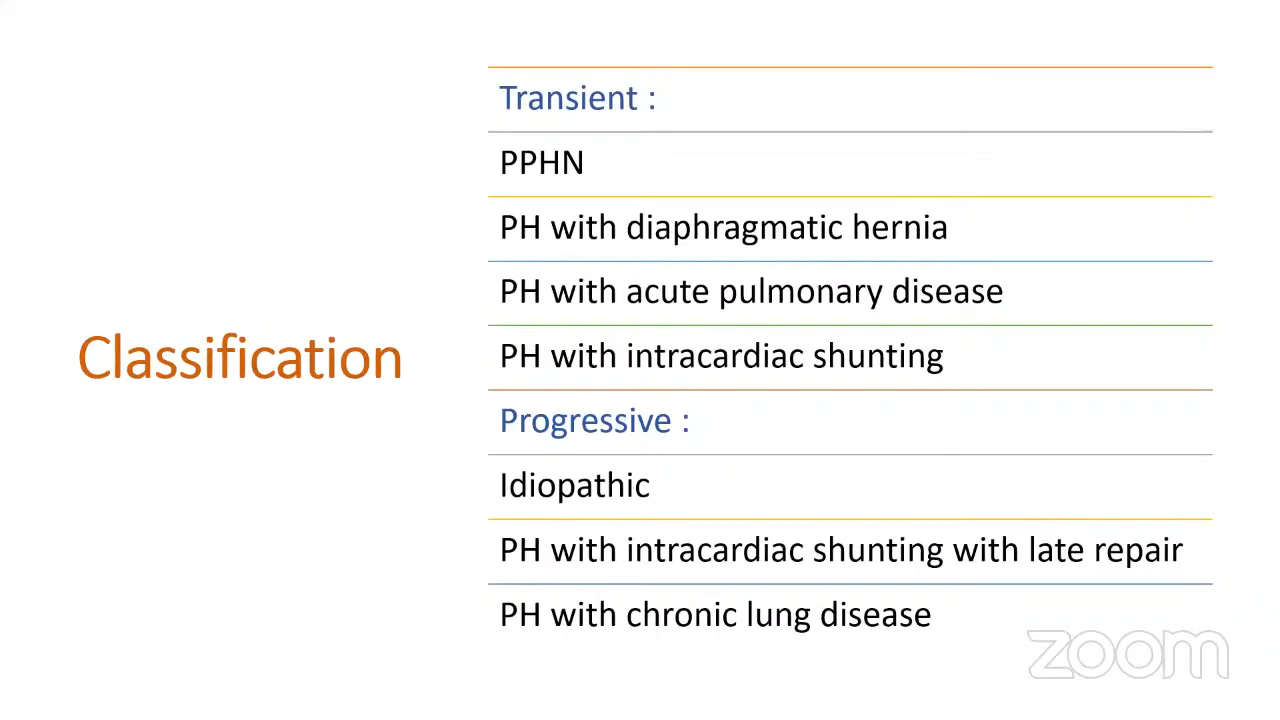 Classification
Transient :
PPHN
PH with diaphragmatic hernia
PH with acute pulmonary disease
PH with intracardiac shunting
Progressive :
Idiopathic
PH with intracardiac shunting with late repair
PH with chronic lung disease
zoom